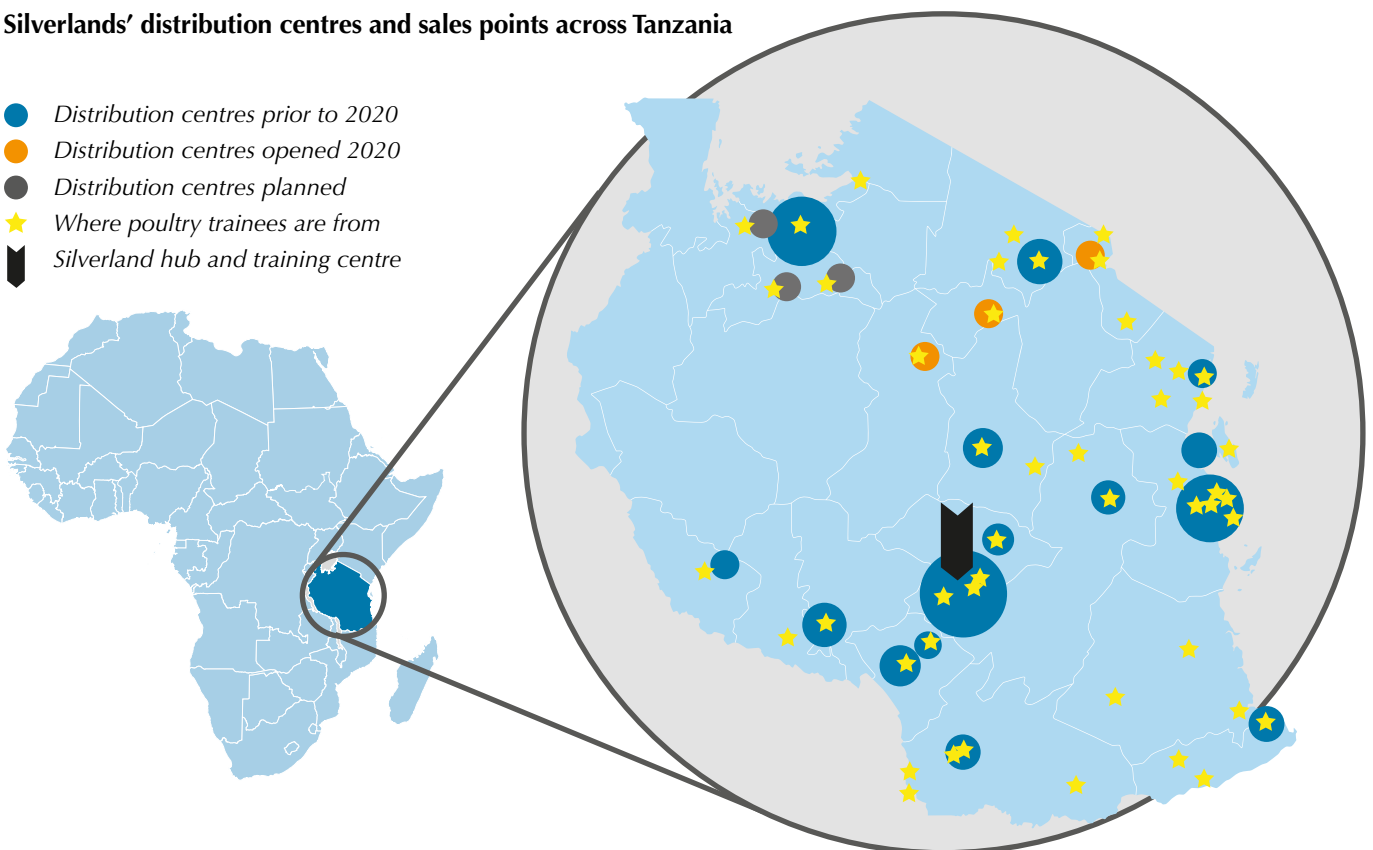 Silverlands’ distribution centres and sales points across Tanzania
Distribution centres prior to 2020
Distribution centres opened 2020
Distribution centres planned
Where poultry trainees are from
Silverland hub and training centre